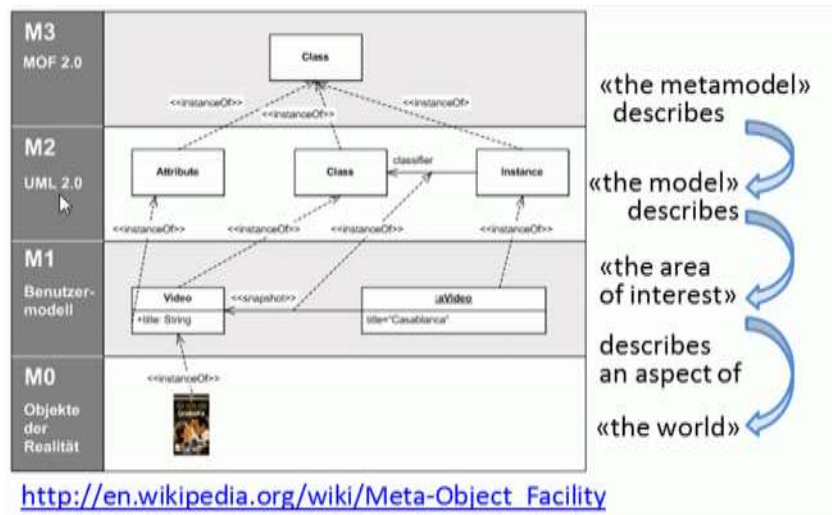 M3
MOF 2.0
Class
<<instanceOf>>
<<instanceOf>>
<<instanceOf>
M2
UML 2.0
Attribute
Class
classifier
Instance
<<instanceOf>>
<<instanceOf>>
<<instanceOf>>
<<instanceOf>>
M1
Benutzer-
modell
Video
+title: String
<<snapshot>>
:aVideo
title="Casablanca"
M0
Objekte
der
Realität
<<instanceOf>>
«the metamodel»
describes
«the model»
describes
«the area
of interest»
describes
an aspect of
«the world»
http://en.wikipedia.org/wiki/Meta-Object_Facility